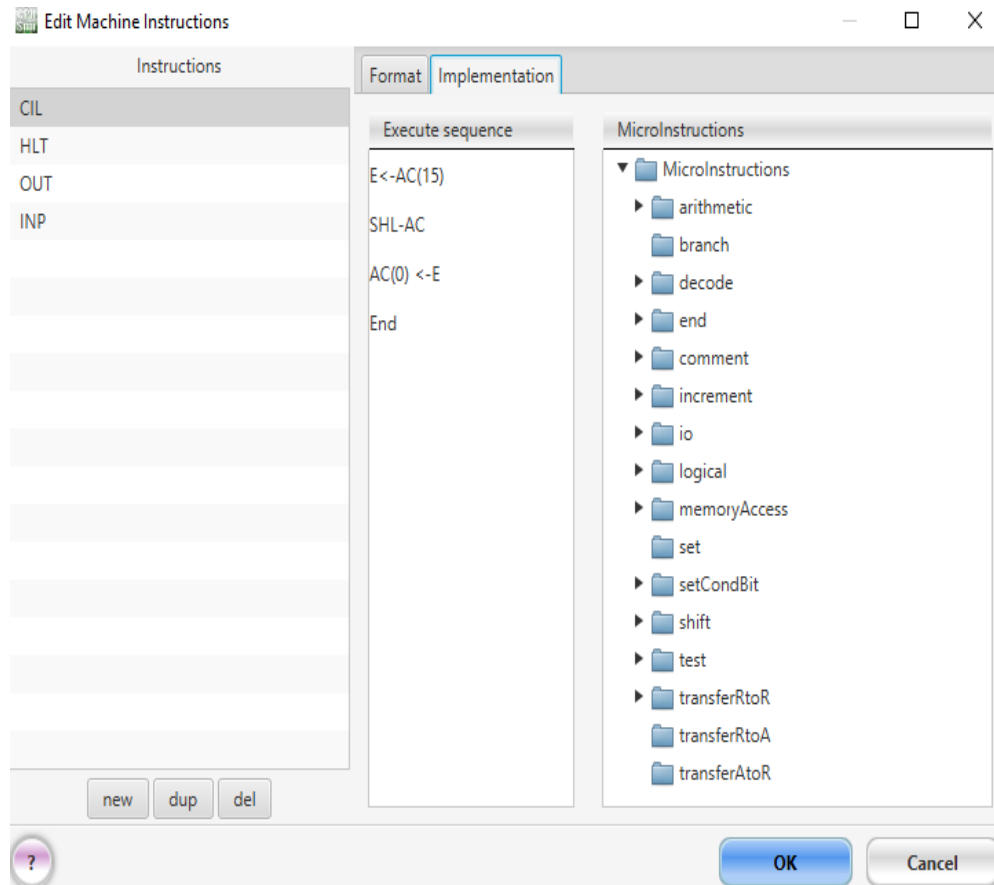 Edit Machine Instructions
Instructions
CIL
HLT
OUT
INP
new dup del
Format Implementation
Execute sequence
E<-AC(15)
SHL-AC
AC(0) <-E
End
MicroInstructions
MicroInstructions
arithmetic
branch
decode
end
comment
increment
io
logical
memoryAccess
set
setCondBit
shift
test
transferRtoR
transferRtoA
transferAtoR
? OK Cancel